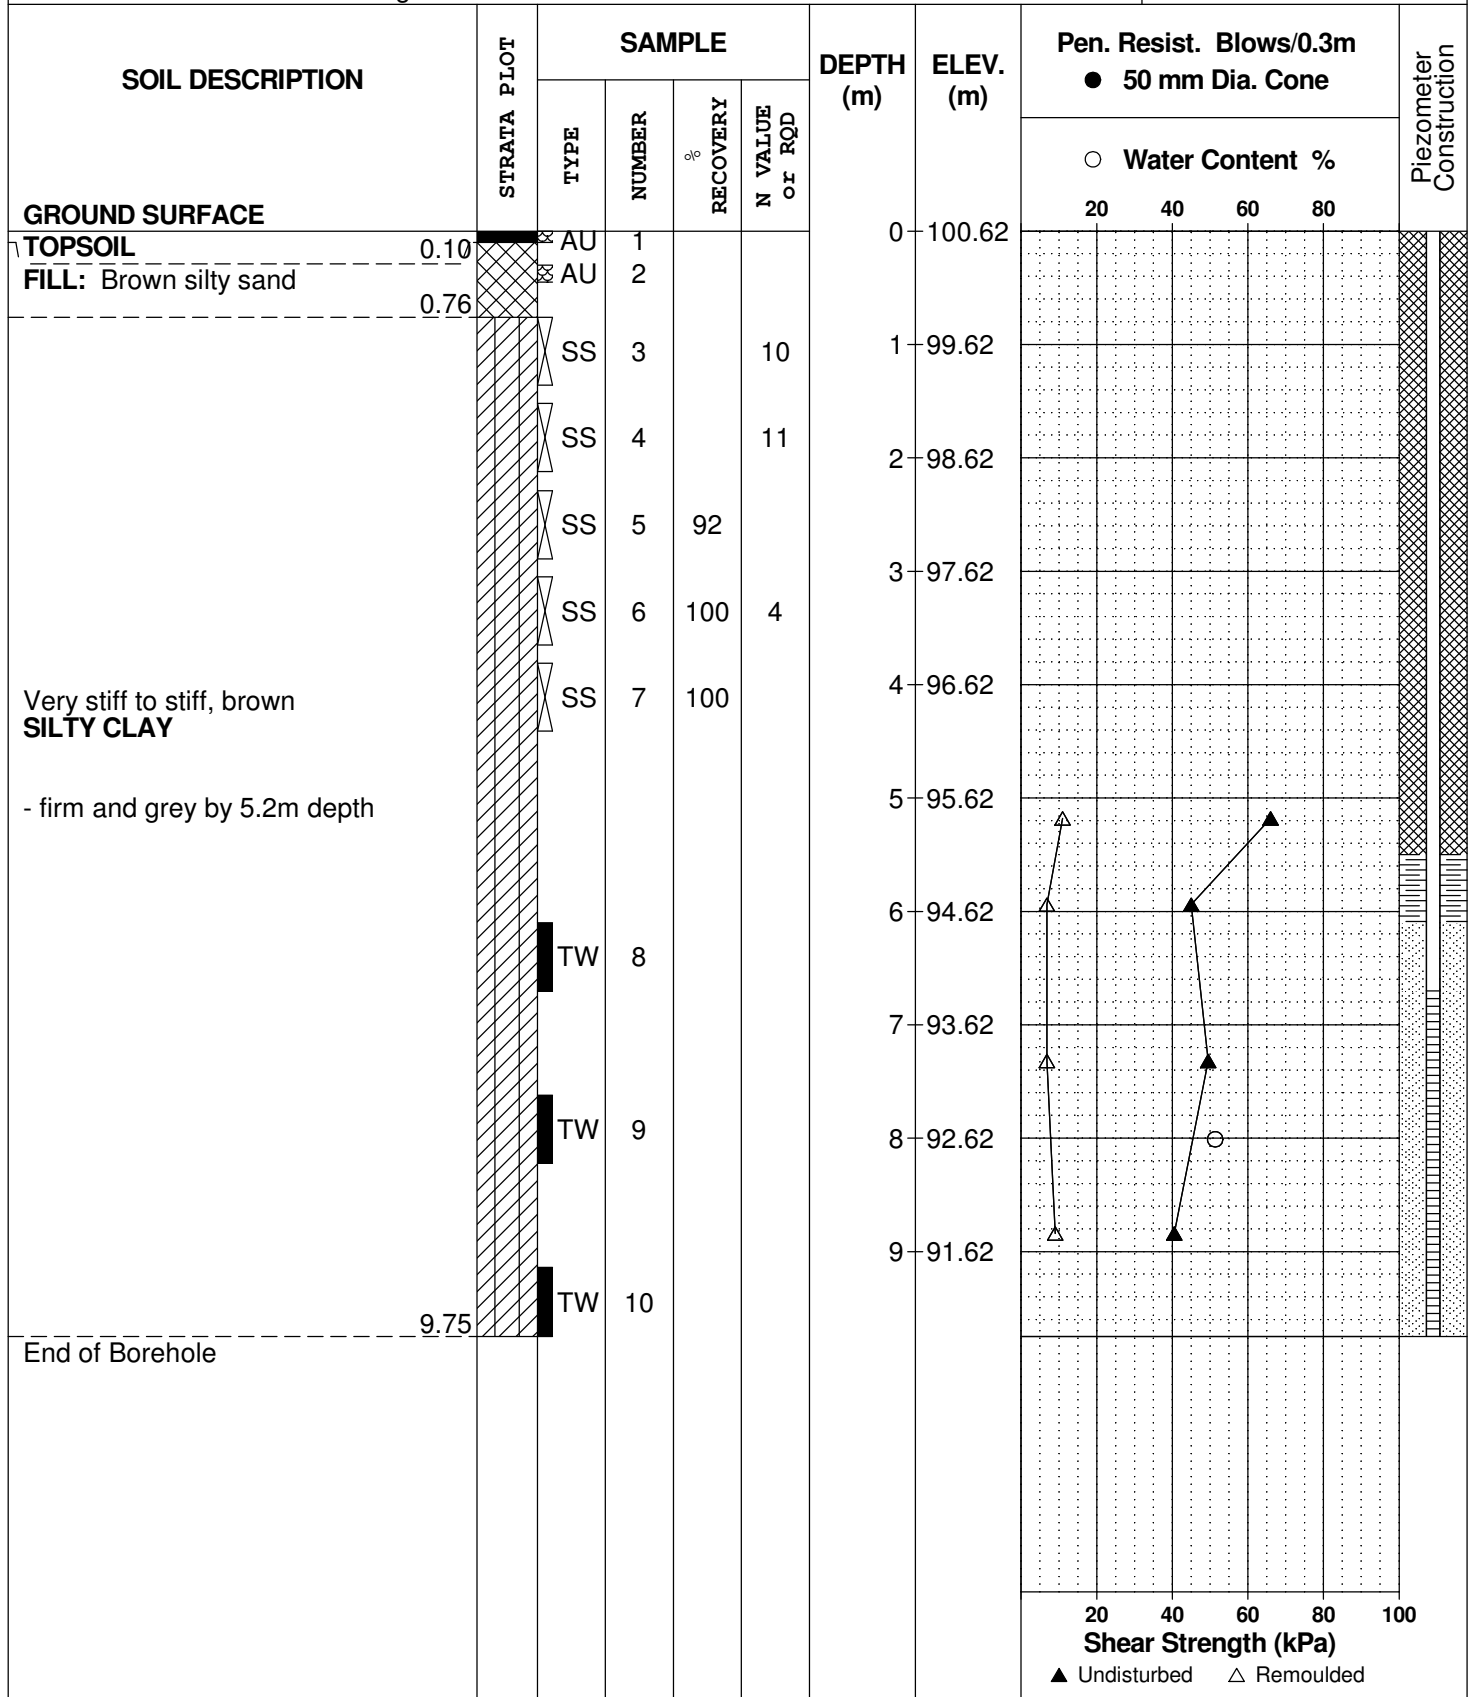 SOIL DESCRIPTION
STRATA PLOT
SAMPLE
TYPE
NUMBER
% RECOVERY
N VALUE or RQD
DEPTH (m)
ELEV. (m)
Pen. Resist. Blows/0.3m
● 50 mm Dia. Cone
○ Water Content %
Piezometer Construction
20 40 60 80
GROUND SURFACE
0 100.62
TOPSOIL 0.10
AU 1
FILL: Brown silty sand
AU 2
0.76
SS 3 10
1 99.62
SS 4 11
2 98.62
SS 5 92
3 97.62
SS 6 100 4
4 96.62
Very stiff to stiff, brown
SILTY CLAY
SS 7 100
5 95.62
- firm and grey by 5.2m depth
6 94.62
TW 8
7 93.62
TW 9
8 92.62
9 91.62
TW 10
9.75
End of Borehole
20 40 60 80 100
Shear Strength (kPa)
▲ Undisturbed △ Remoulded